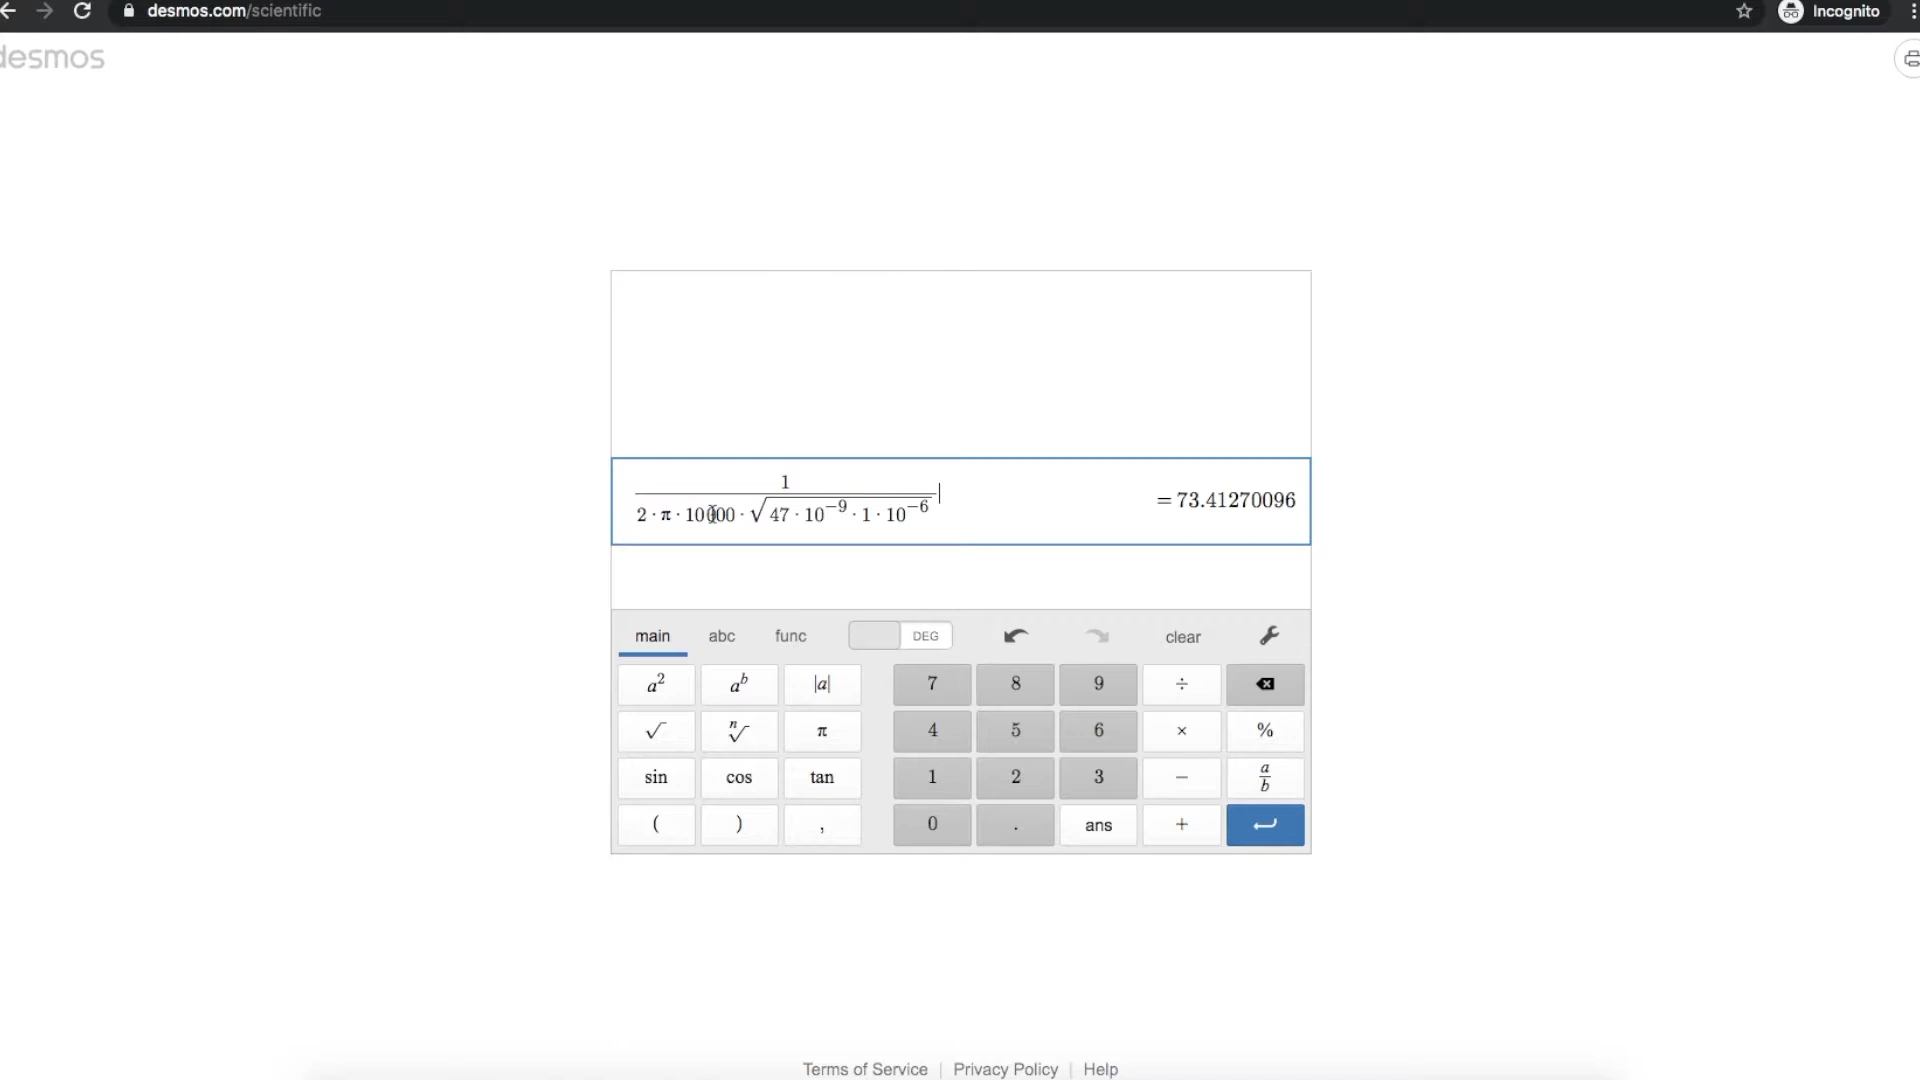 desmos.com/scientific
Incognito
desmos
1
2 · π · 10000 · √47 · 10⁻⁹ · 1 · 10⁻⁶
= 73.41270096
main abc func DEG clear
a² aᵇ |a| 7 8 9 ÷
√ ⁿ√ π 4 5 6 × %
sin cos tan 1 2 3 − a/b
( ) , 0 . ans +
Terms of Service | Privacy Policy | Help